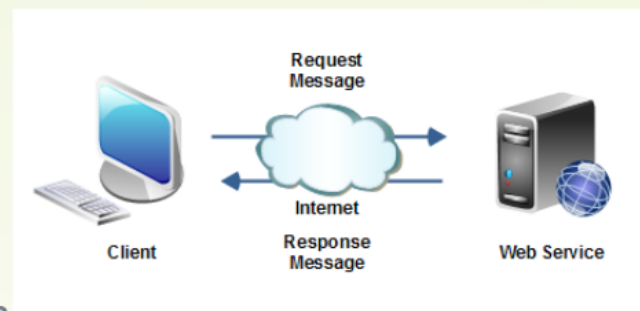 Request
Message
Internet
Response
Message
Client
Web Service